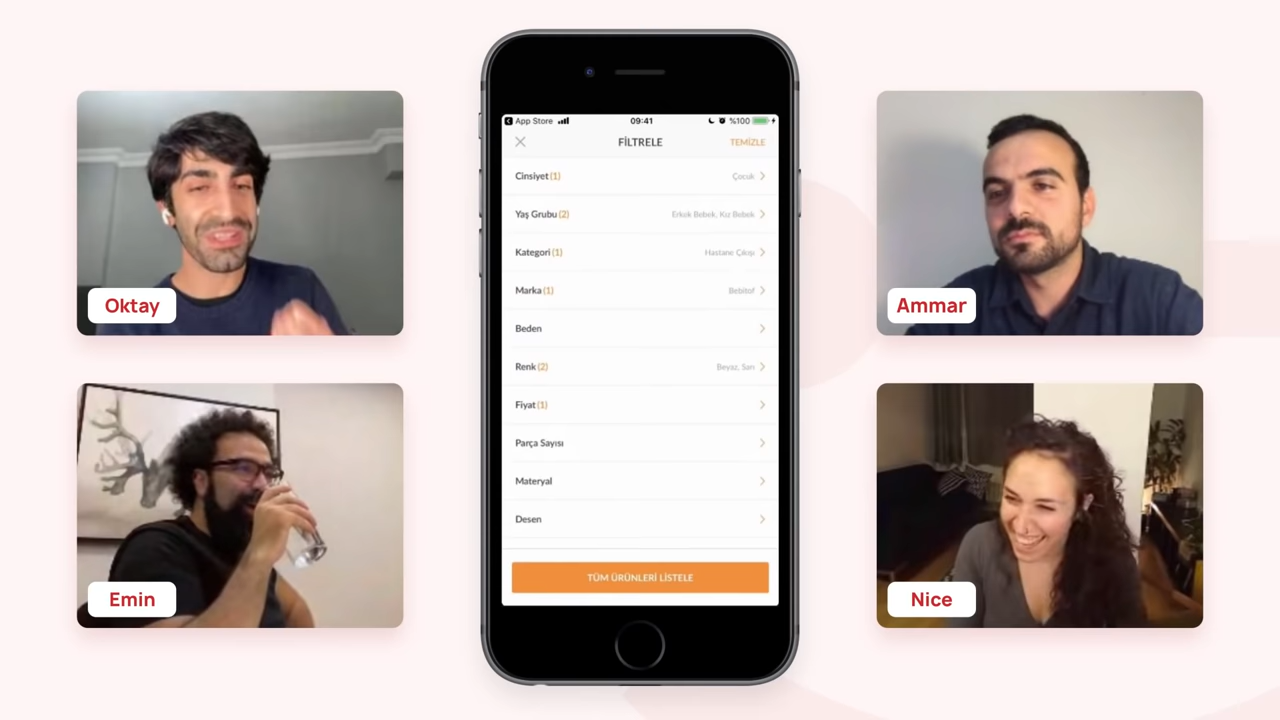 Oktay
Emin
App Store
09:41
%100
FİLTRELE
TEMİZLE
Cinsiyet (1)
Çocuk
Yaş Grubu (2)
Erkek Bebek, Kız Bebek
Kategori (1)
Hastane Çıkışı
Marka (1)
Bebitof
Beden
Renk (2)
Beyaz, Sarı
Fiyat (1)
Parça Sayısı
Materyal
Desen
TÜM ÜRÜNLERİ LİSTELE
Ammar
Nice